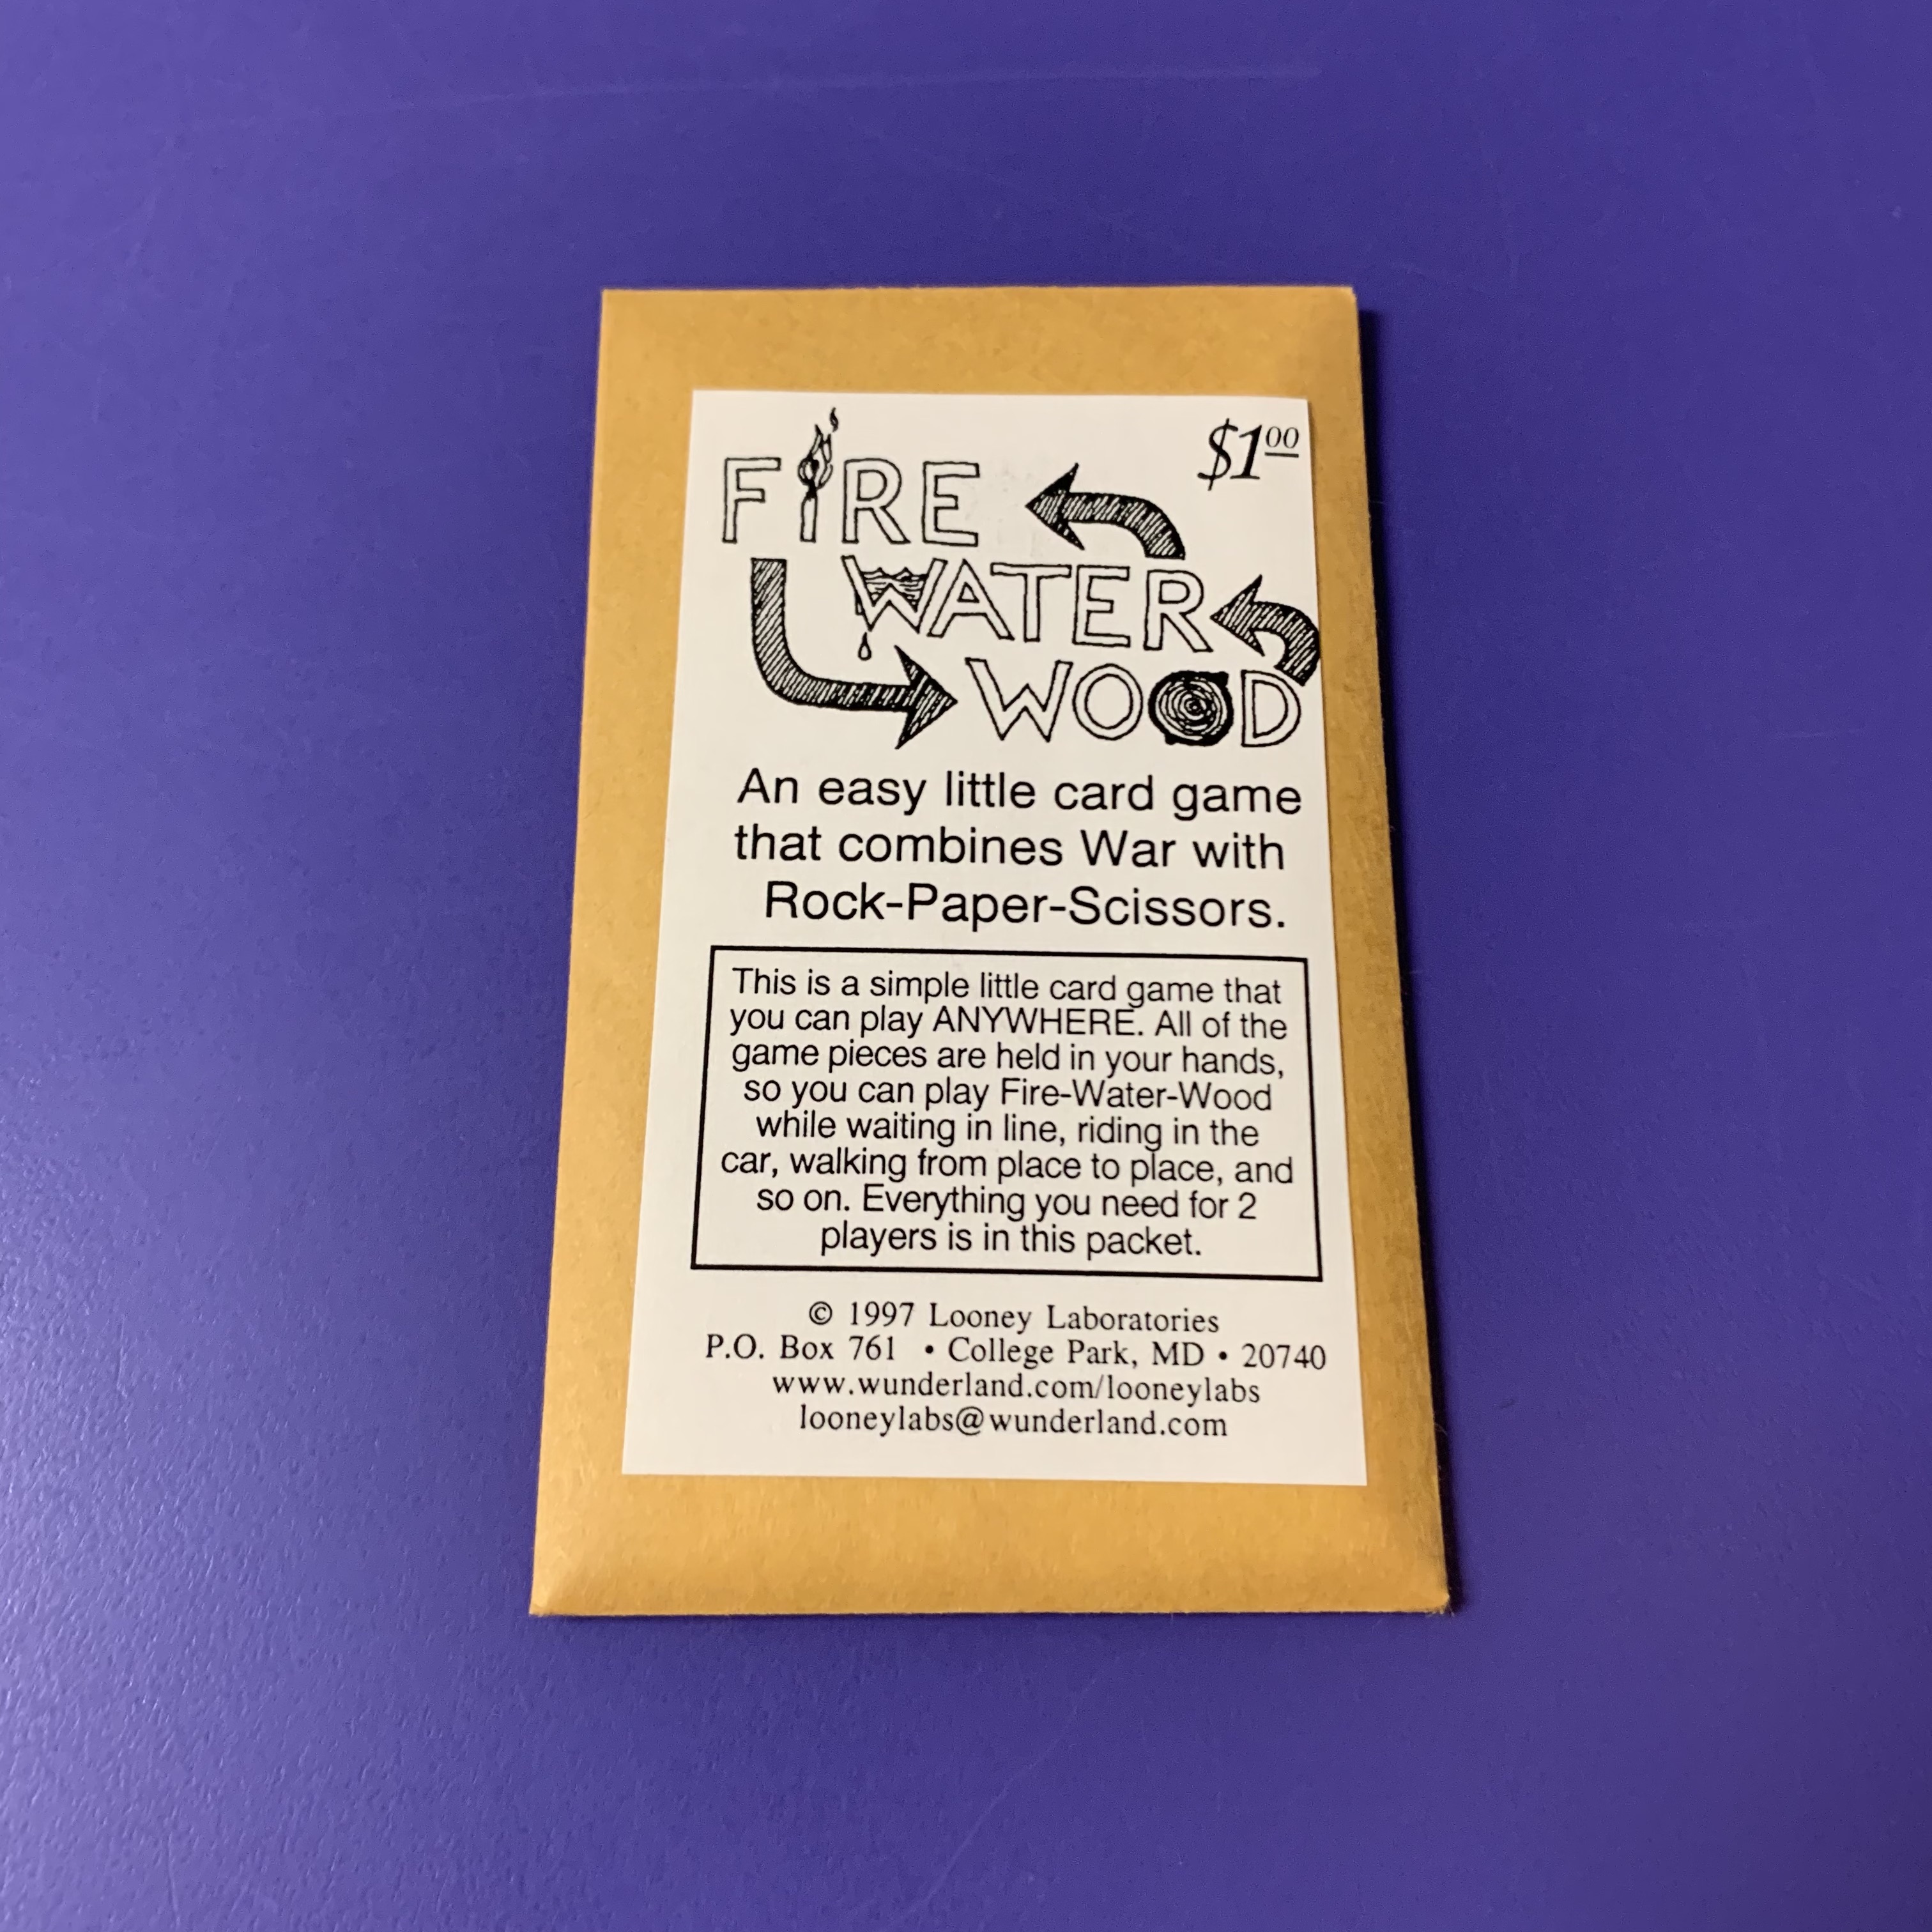 $1⁰⁰
FIRE
WATER
WOOD
An easy little card game
that combines War with
Rock-Paper-Scissors.
This is a simple little card game that
you can play ANYWHERE. All of the
game pieces are held in your hands,
so you can play Fire-Water-Wood
while waiting in line, riding in the
car, walking from place to place, and
so on. Everything you need for 2
players is in this packet.
© 1997 Looney Laboratories
P.O. Box 761 • College Park, MD • 20740
www.wunderland.com/looneylabs
looneylabs@wunderland.com